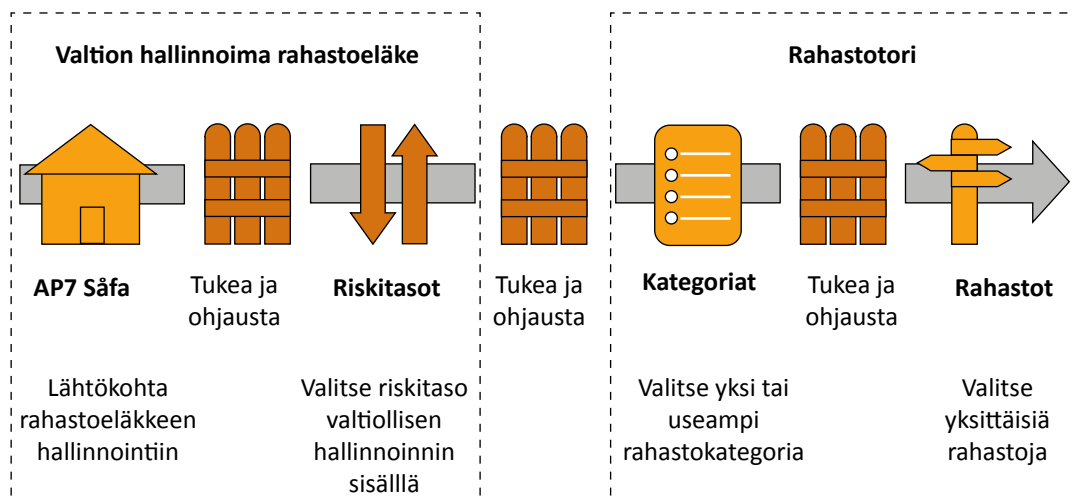 Valtion hallinnoima rahastoeläke
Rahastotori
AP7 Såfa
Tukea ja
ohjausta
Riskitasot
Tukea ja
ohjausta
Kategoriat
Tukea ja
ohjausta
Rahastot
Lähtökohta
rahastoeläkkeen
hallinnointiin
Valitse riskitaso
valtiollisen
hallinnoinnin
sisälllä
Valitse yksi tai
useampi
rahastokategoria
Valitse
yksittäisiä
rahastoja